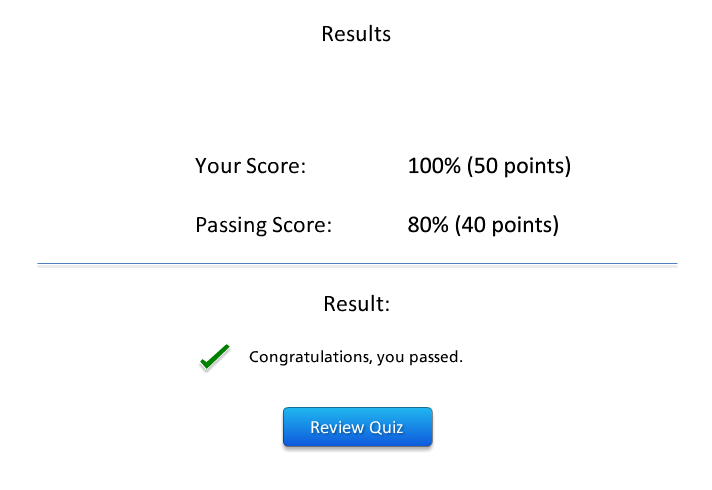 Results
Your Score: 100% (50 points)
Passing Score: 80% (40 points)
Result:
Congratulations, you passed.
Review Quiz